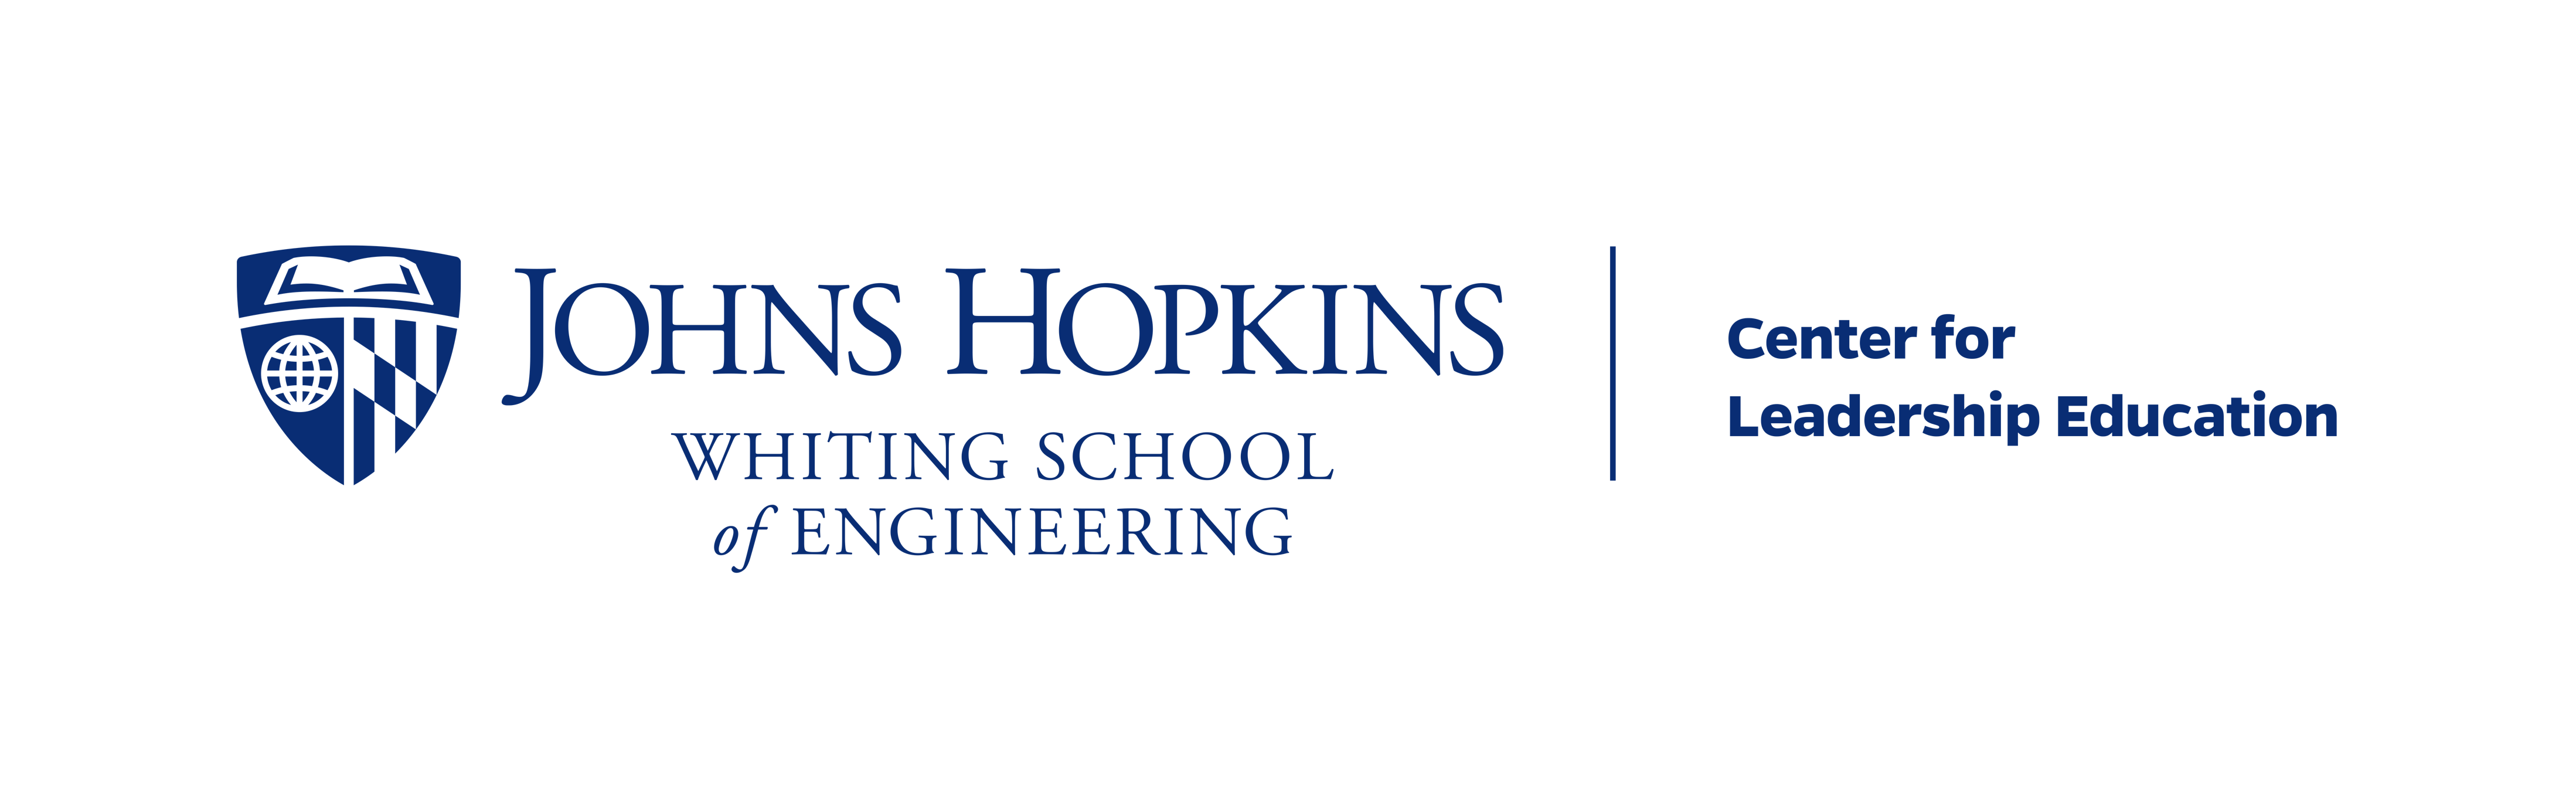 JOHNS HOPKINS
WHITING SCHOOL
of ENGINEERING
Center for
Leadership Education